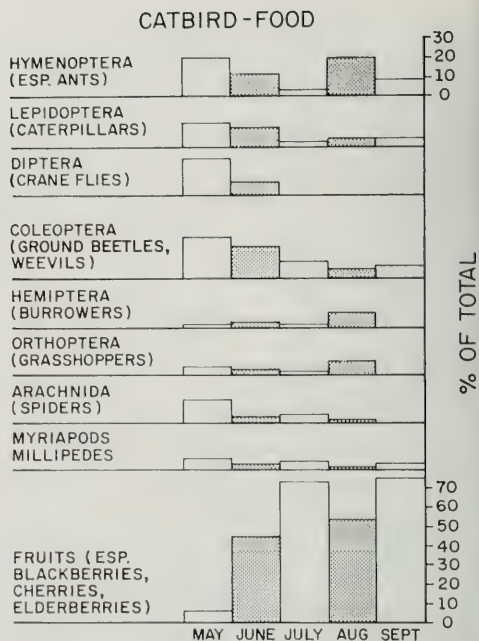 CATBIRD-FOOD
HYMENOPTERA
(ESP. ANTS)
30
20
10
0
LEPIDOPTERA
(CATERPILLARS)
DIPTERA
(CRANE FLIES)
COLEOPTERA
(GROUND BEETLES,
WEEVILS)
HEMIPTERA
(BURROWERS)
ORTHOPTERA
(GRASSHOPPERS)
ARACHNIDA
(SPIDERS)
MYRIAPODS
MILLIPEDES
% OF TOTAL
FRUITS (ESP.
BLACKBERRIES,
CHERRIES,
ELDERBERRIES)
70
60
50
40
30
20
10
0
MAY JUNE JULY AUG SEPT